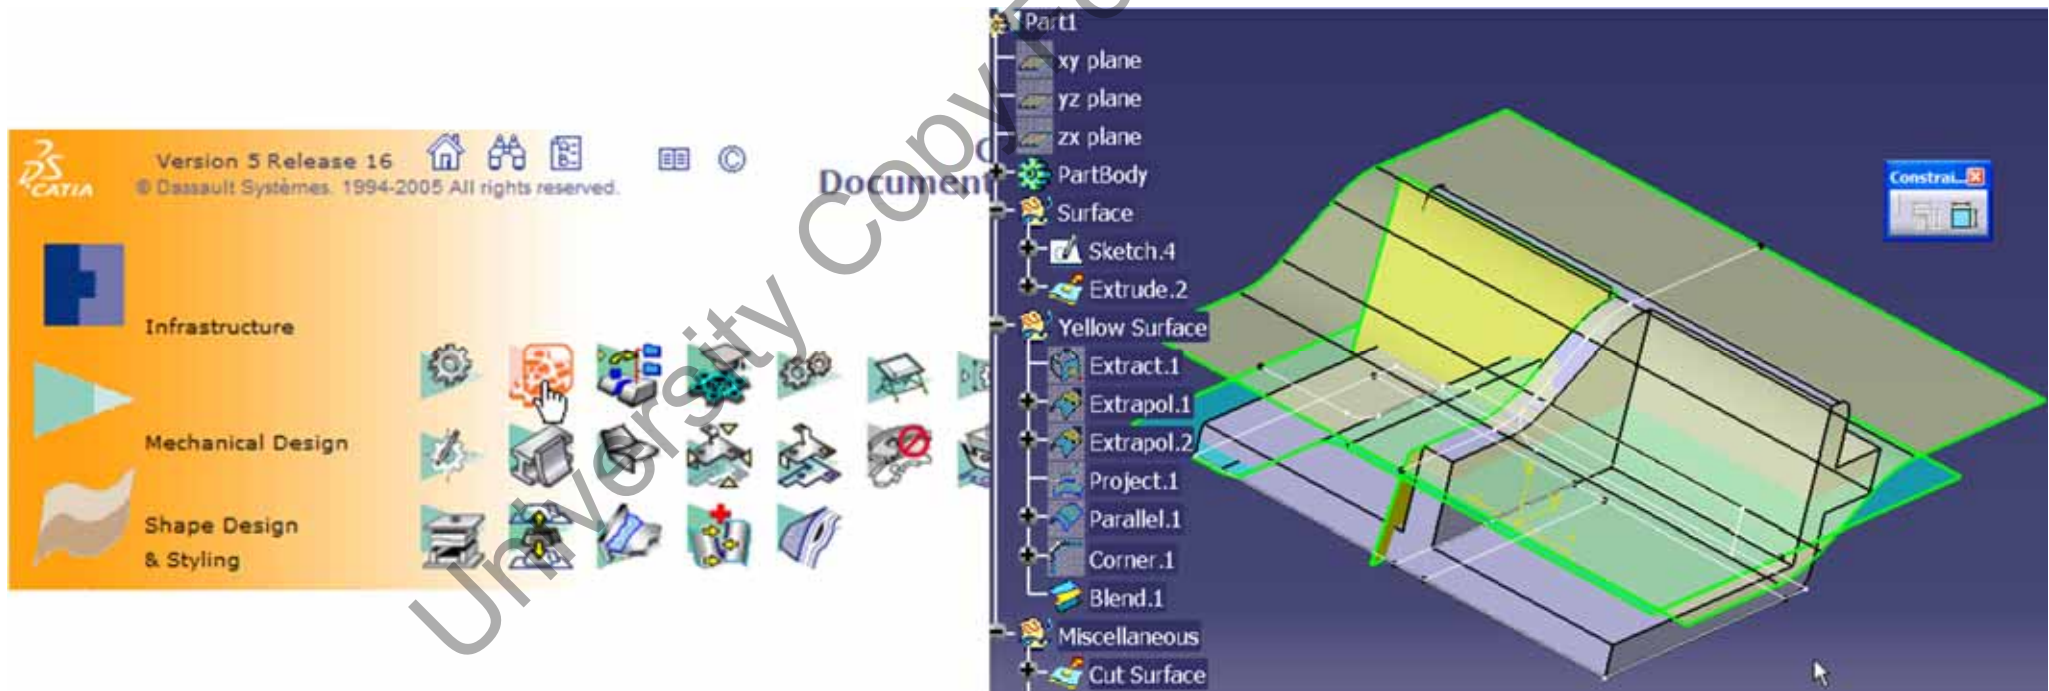 DS
CATIA
Version 5 Release 16
© Dassault Systèmes. 1994-2005 All rights reserved.
Document
Infrastructure
Mechanical Design
Shape Design
& Styling
Part1
xy plane
yz plane
zx plane
PartBody
Surface
Sketch.4
Extrude.2
Yellow Surface
Extract.1
Extrapol.1
Extrapol.2
Project.1
Parallel.1
Corner.1
Blend.1
Miscellaneous
Cut Surface
Constrai...
University Copy